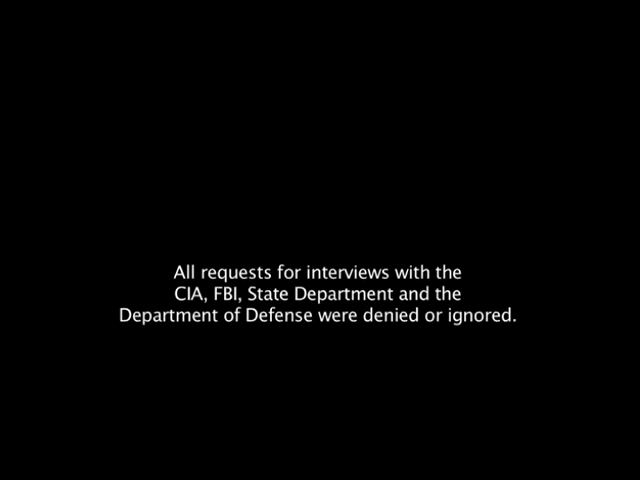 All requests for interviews with the
CIA, FBI, State Department and the
Department of Defense were denied or ignored.